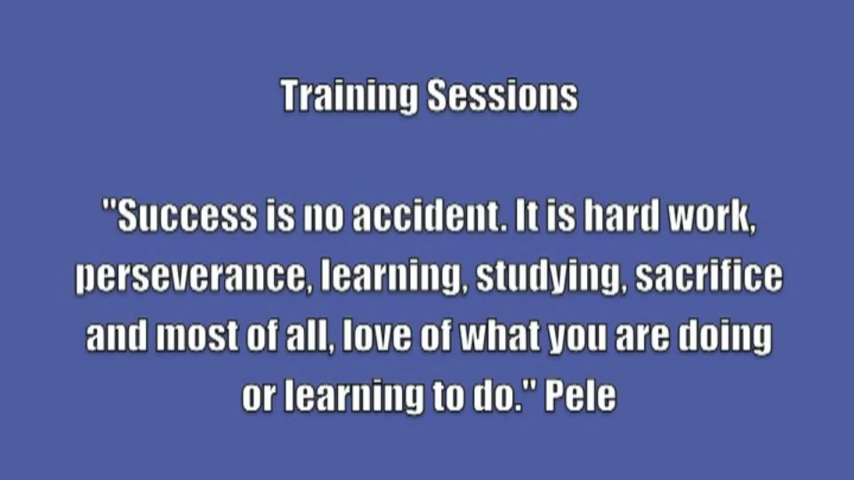 Training Sessions
"Success is no accident. It is hard work,
perseverance, learning, studying, sacrifice
and most of all, love of what you are doing
or learning to do." Pele